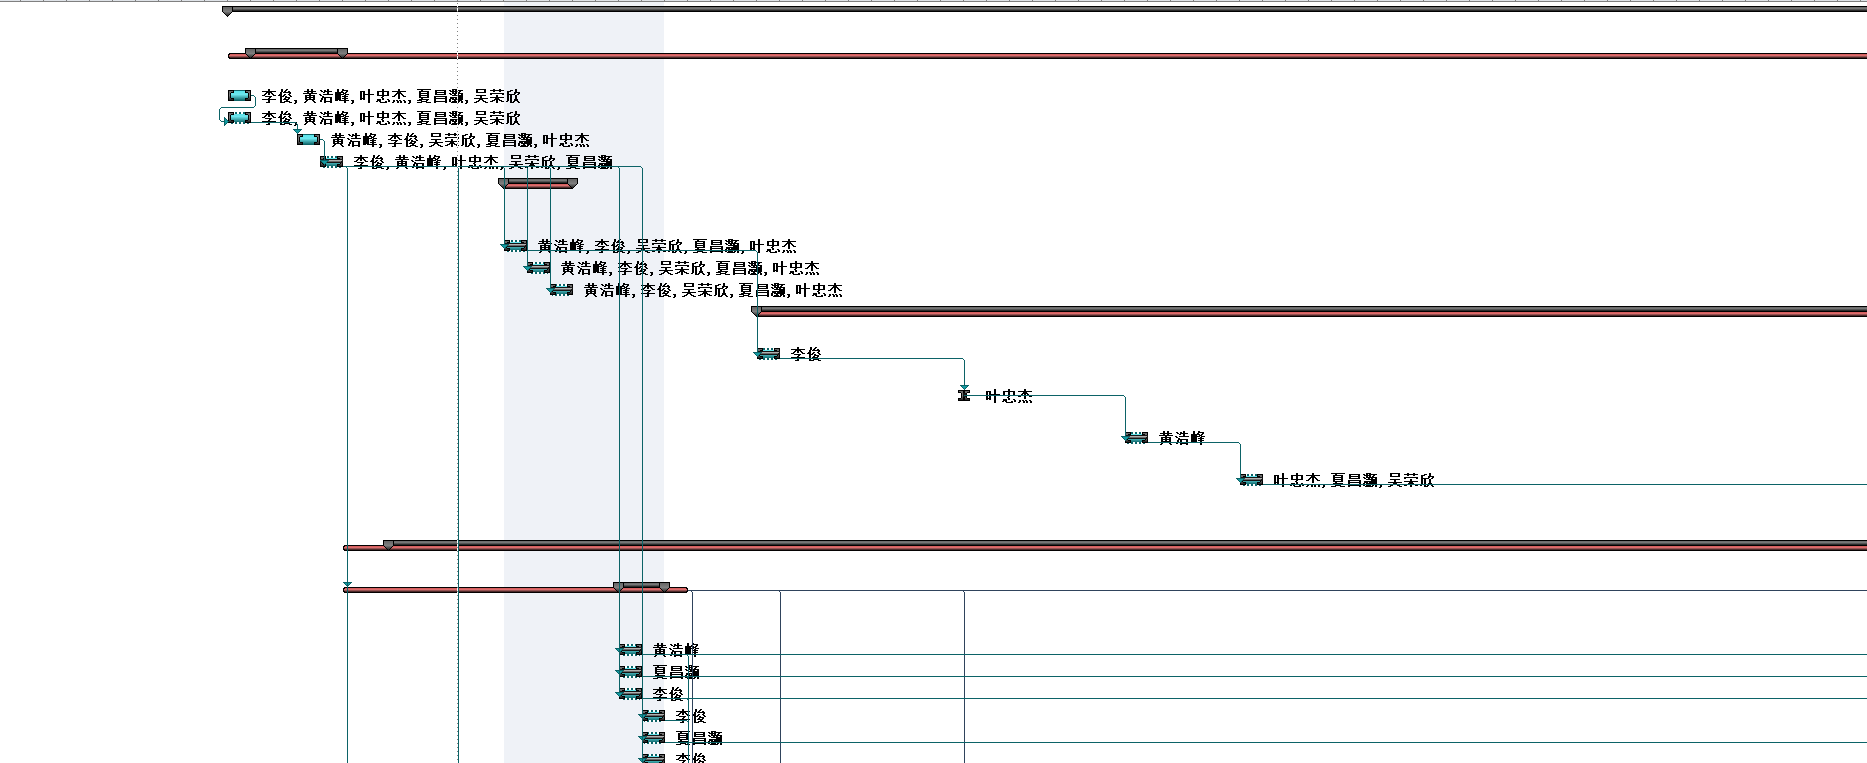 李俊, 黄浩峰, 叶忠杰, 夏昌灏, 吴荣欣
李俊, 黄浩峰, 叶忠杰, 夏昌灏, 吴荣欣
黄浩峰, 李俊, 吴荣欣, 夏昌灏, 叶忠杰
李俊, 黄浩峰, 叶忠杰, 吴荣欣, 夏昌灏
黄浩峰, 李俊, 吴荣欣, 夏昌灏, 叶忠杰
黄浩峰, 李俊, 吴荣欣, 夏昌灏, 叶忠杰
黄浩峰, 李俊, 吴荣欣, 夏昌灏, 叶忠杰
李俊
叶忠杰
黄浩峰
叶忠杰, 夏昌灏, 吴荣欣
黄浩峰
夏昌灏
李俊
李俊
夏昌灏
李俊